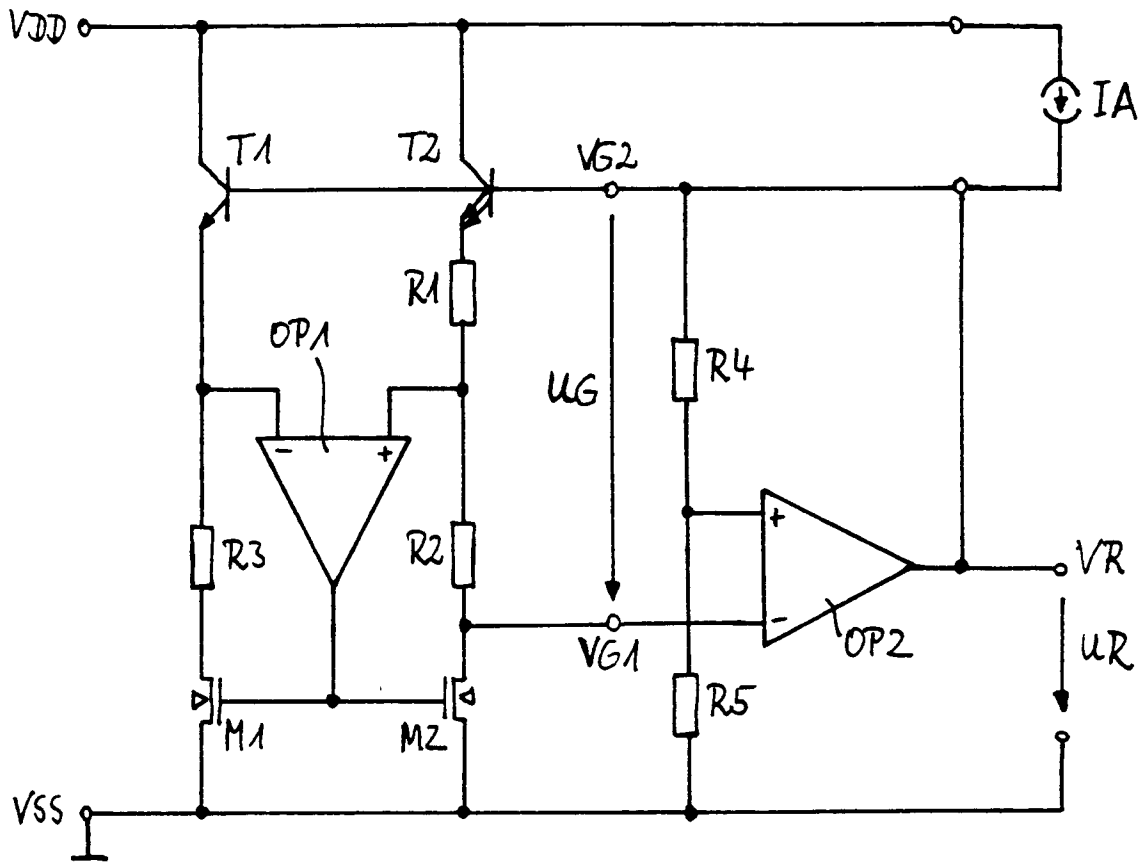 VDD
IA
T1
T2
VG2
R1
OP1
UG
R4
- +
R3
R2
+
VR
-
VG1
OP2
UR
R5
M1
M2
VSS